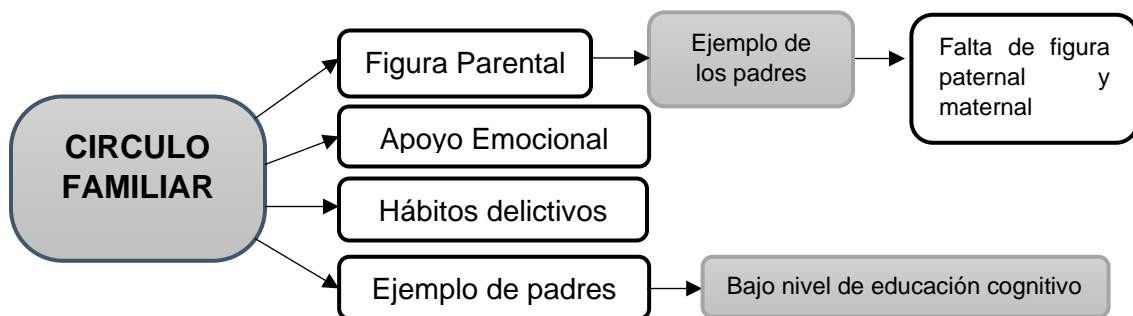 CIRCULO
FAMILIAR
Figura Parental
Ejemplo de
los padres
Falta de figura
paternal y
maternal
Apoyo Emocional
Hábitos delictivos
Ejemplo de padres
Bajo nivel de educación cognitivo